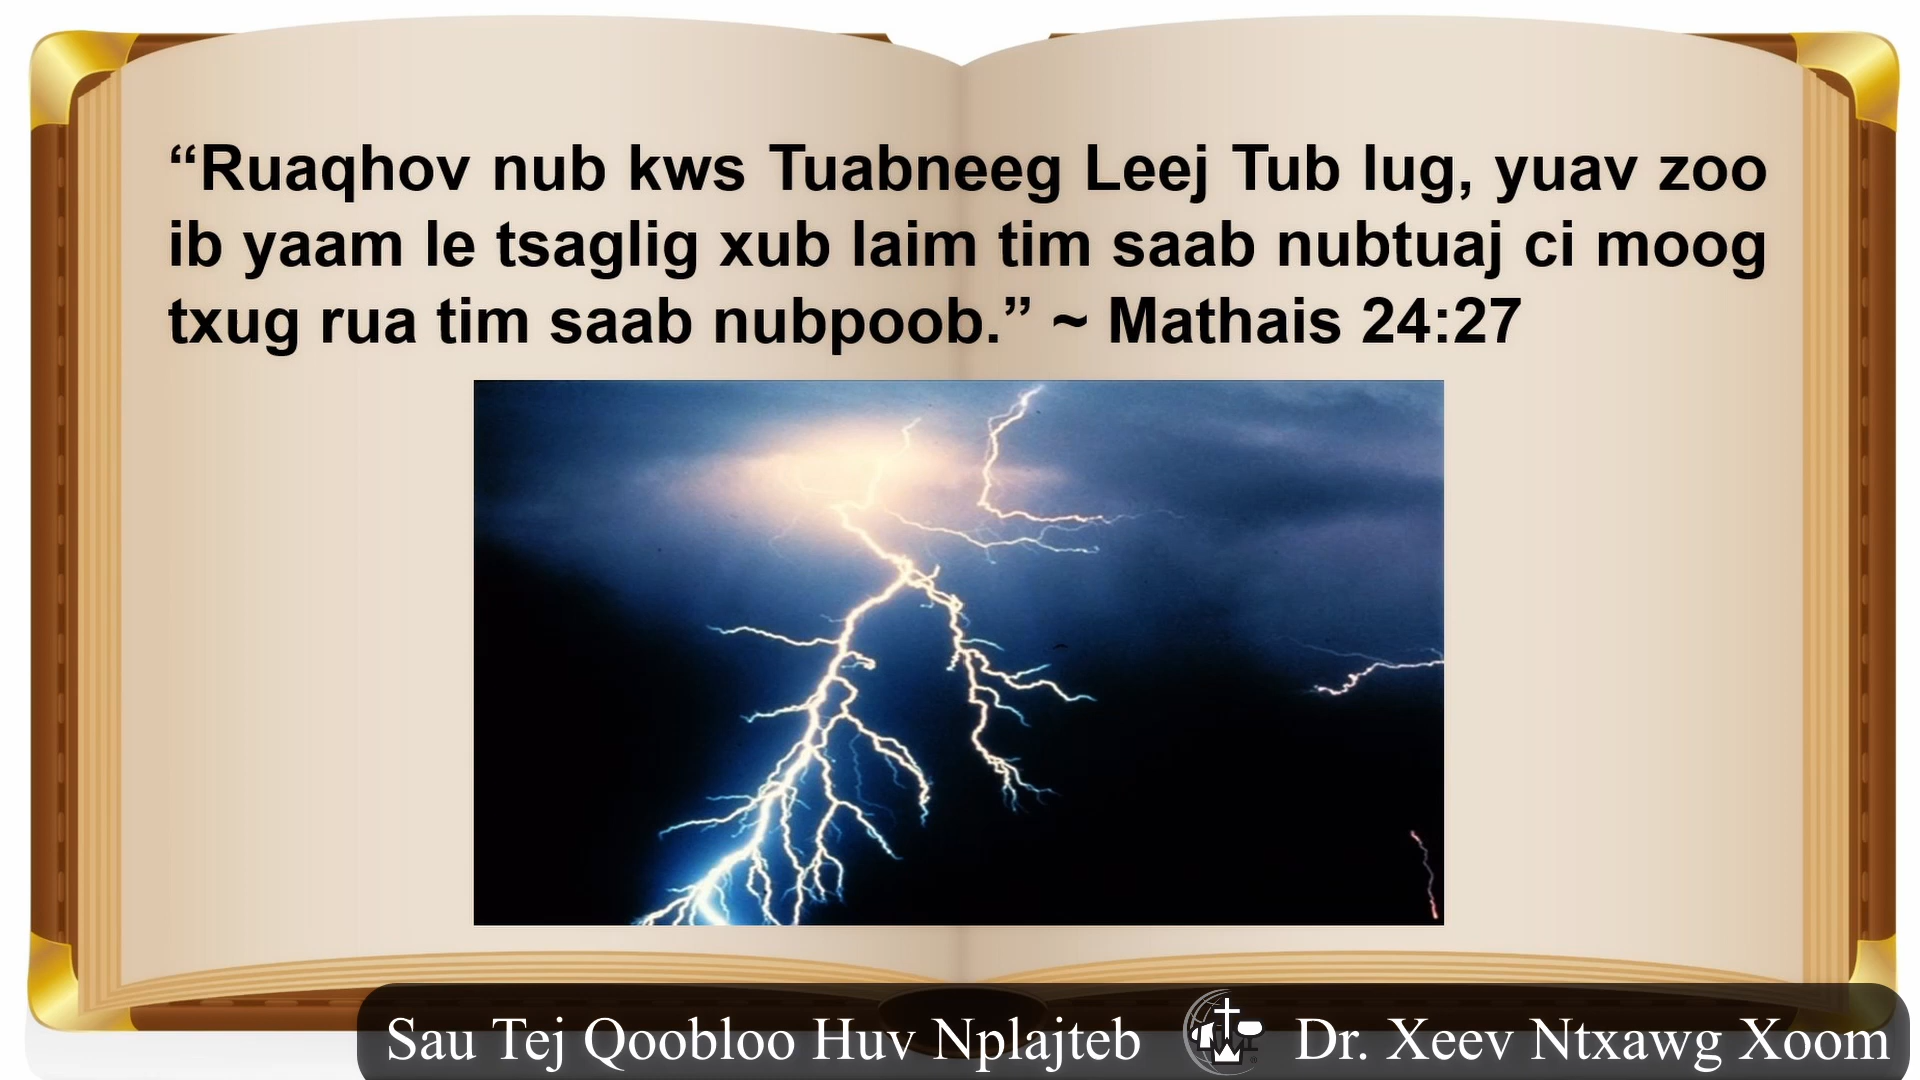 “Ruaqhov nub kws Tuabneeg Leej Tub lug, yuav zoo
ib yaam le tsaglig xub laim tim saab nubtuaj ci moog
txug rua tim saab nubpoob.” ~ Mathais 24:27
Sau Tej Qoobloo Huv Nplajteb Dr. Xeev Ntxawg Xoom